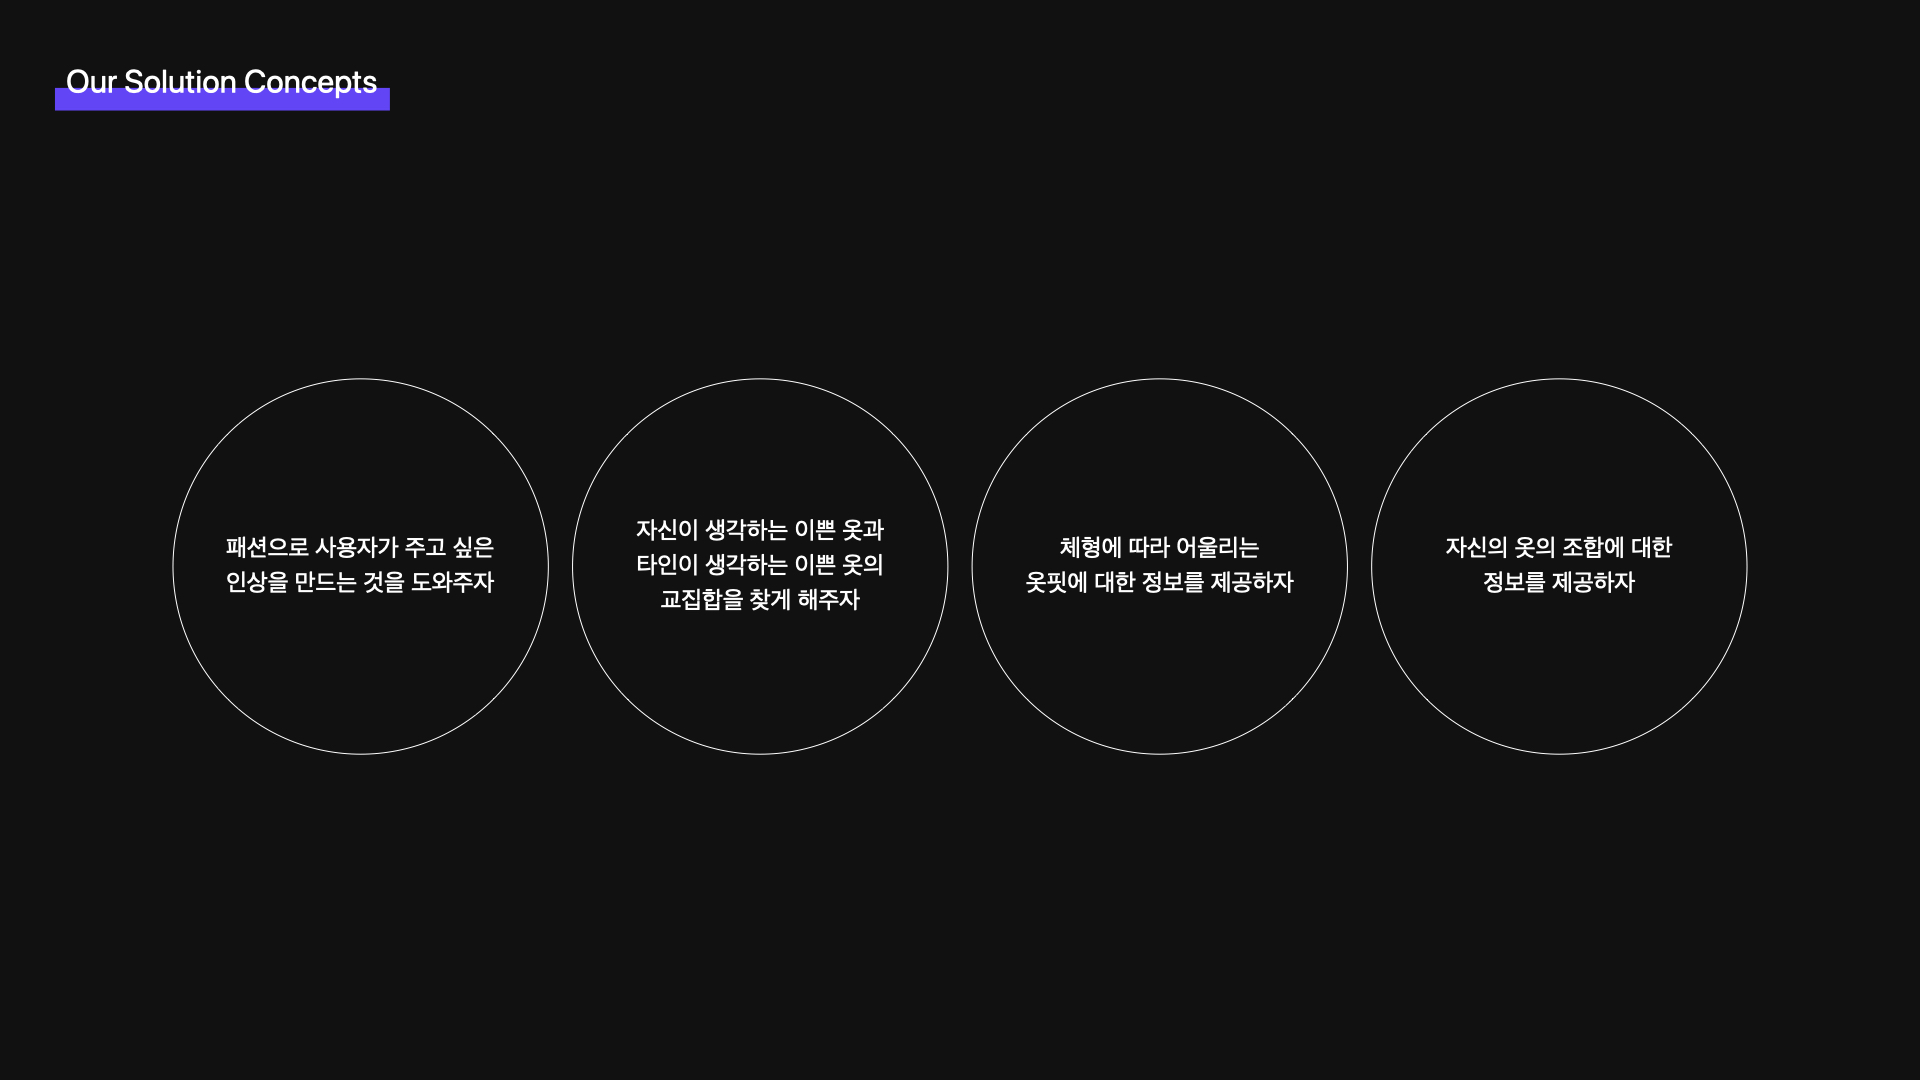 Our Solution Concepts
패션으로 사용자가 주고 싶은
인상을 만드는 것을 도와주자
자신이 생각하는 이쁜 옷과
타인이 생각하는 이쁜 옷의
교집합을 찾게 해주자
체형에 따라 어울리는
옷핏에 대한 정보를 제공하자
자신의 옷의 조합에 대한
정보를 제공하자